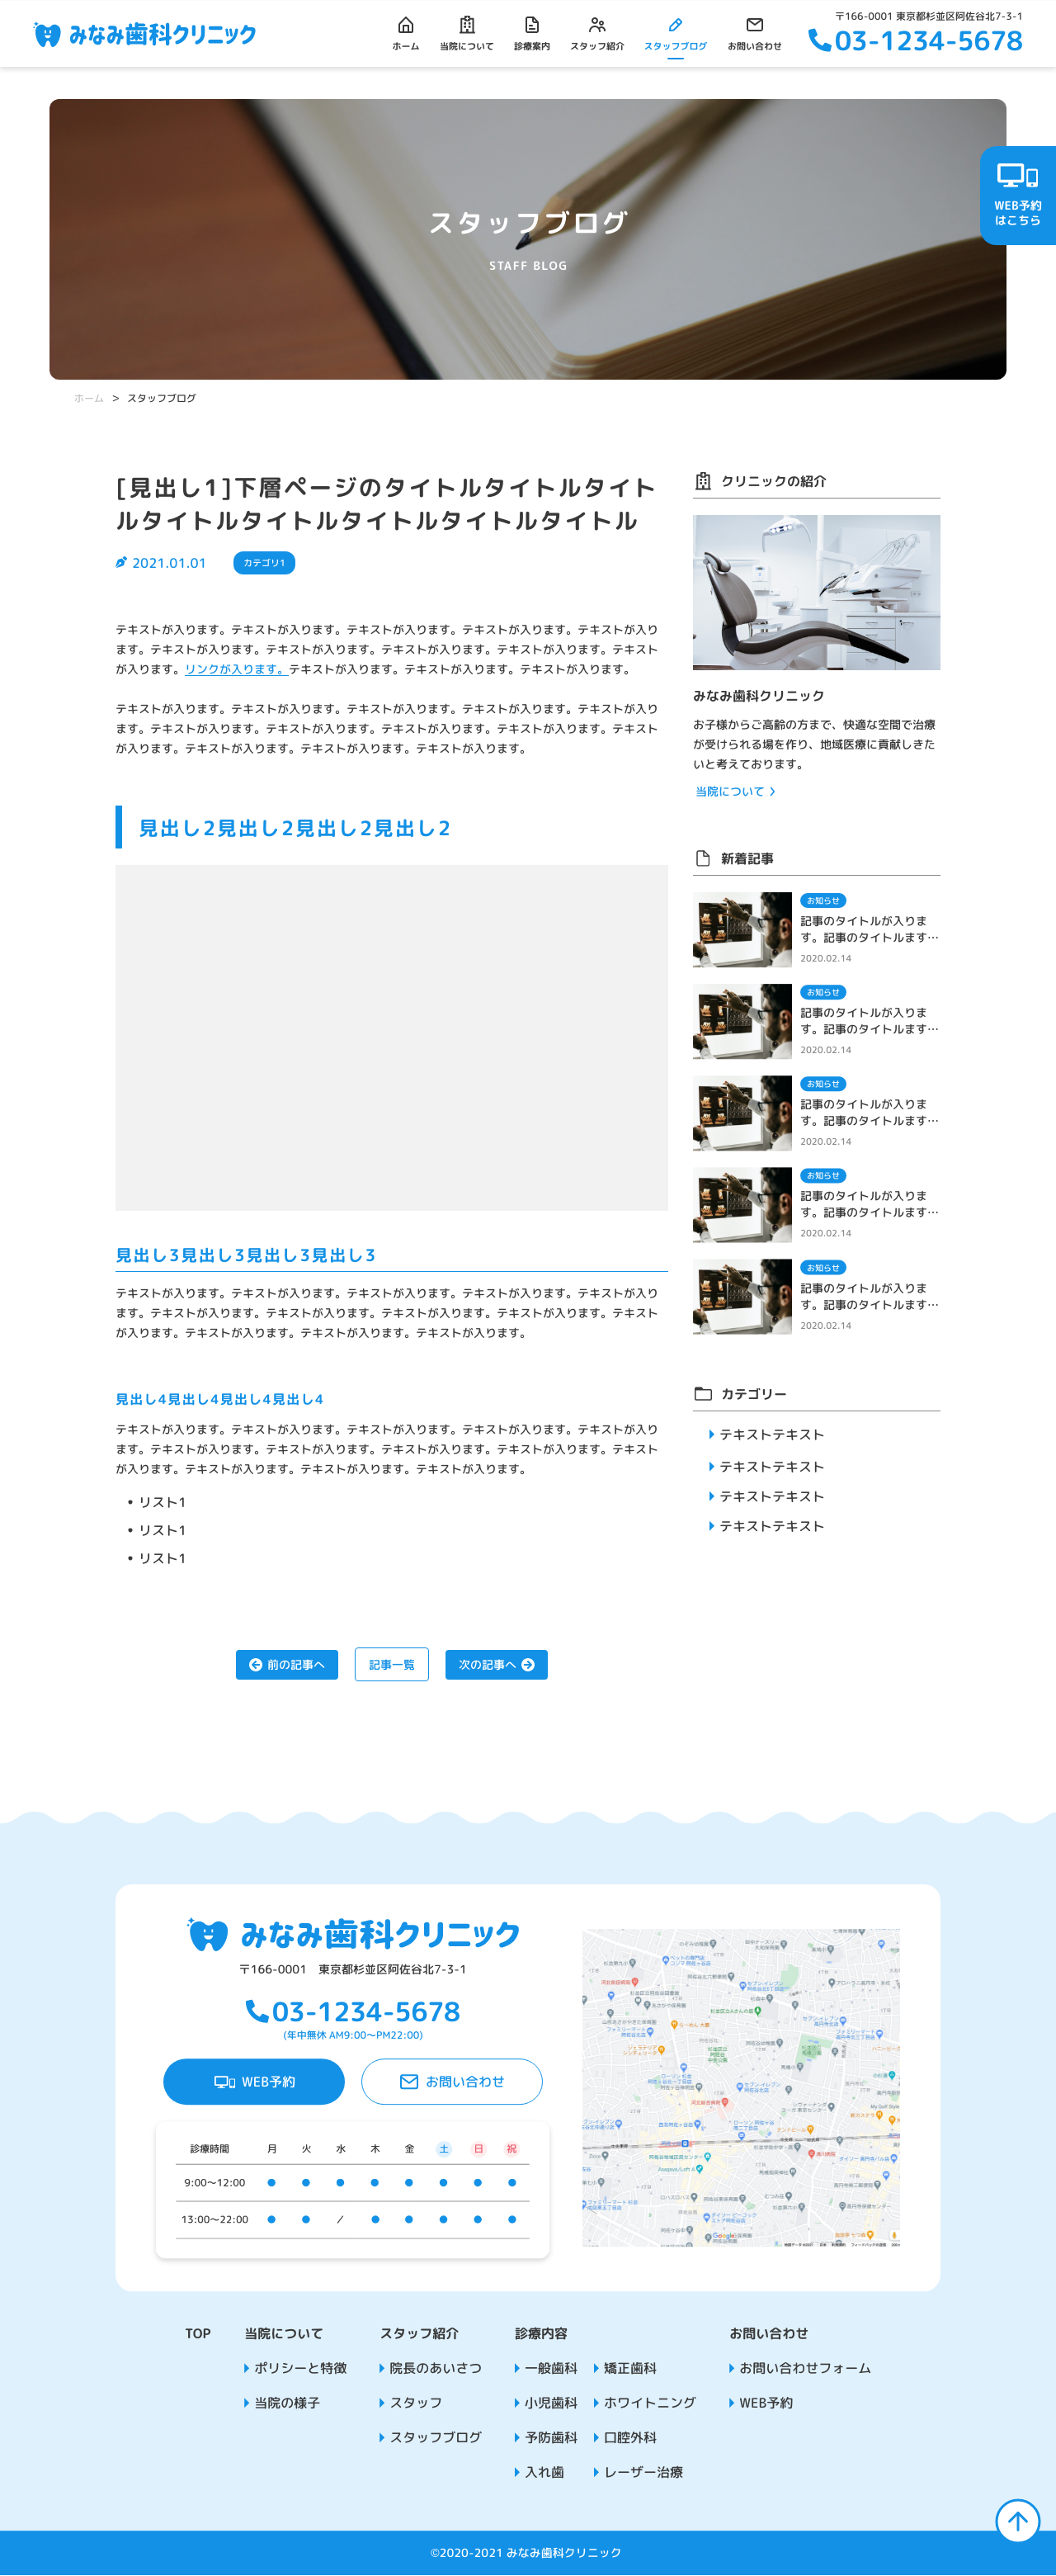 みなみ歯科クリニック
ホーム
当院について
診療案内
スタッフ紹介
スタッフブログ
お問い合わせ
〒166-0001 東京都杉並区阿佐谷北7-3-1
03-1234-5678
WEB予約
はこちら
スタッフブログ
STAFF BLOG
ホーム > スタッフブログ
[見出し1]下層ページのタイトルタイトルタイト
ルタイトルタイトルタイトルタイトルタイトル
2021.01.01
カテゴリ1
テキストが入ります。テキストが入ります。テキストが入ります。テキストが入ります。テキストが入り
ます。テキストが入ります。テキストが入ります。テキストが入ります。テキストが入ります。テキスト
が入ります。リンクが入ります。テキストが入ります。テキストが入ります。テキストが入ります。
テキストが入ります。テキストが入ります。テキストが入ります。テキストが入ります。テキストが入り
ます。テキストが入ります。テキストが入ります。テキストが入ります。テキストが入ります。テキスト
が入ります。テキストが入ります。テキストが入ります。テキストが入ります。
見出し2見出し2見出し2見出し2
見出し3見出し3見出し3見出し3
テキストが入ります。テキストが入ります。テキストが入ります。テキストが入ります。テキストが入り
ます。テキストが入ります。テキストが入ります。テキストが入ります。テキストが入ります。テキスト
が入ります。テキストが入ります。テキストが入ります。テキストが入ります。
見出し4見出し4見出し4見出し4
テキストが入ります。テキストが入ります。テキストが入ります。テキストが入ります。テキストが入り
ます。テキストが入ります。テキストが入ります。テキストが入ります。テキストが入ります。テキスト
が入ります。テキストが入ります。テキストが入ります。テキストが入ります。
• リスト1
• リスト1
• リスト1
前の記事へ
記事一覧
次の記事へ
クリニックの紹介
みなみ歯科クリニック
お子様からご高齢の方まで、快適な空間で治療
が受けられる場を作り、地域医療に貢献しきた
いと考えております。
当院について
新着記事
お知らせ
記事のタイトルが入りま
す。記事のタイトルます…
2020.02.14
お知らせ
記事のタイトルが入りま
す。記事のタイトルます…
2020.02.14
お知らせ
記事のタイトルが入りま
す。記事のタイトルます…
2020.02.14
お知らせ
記事のタイトルが入りま
す。記事のタイトルます…
2020.02.14
お知らせ
記事のタイトルが入りま
す。記事のタイトルます…
2020.02.14
カテゴリー
テキストテキスト
テキストテキスト
テキストテキスト
テキストテキスト
みなみ歯科クリニック
〒166-0001 東京都杉並区阿佐谷北7-3-1
03-1234-5678
(年中無休 AM9:00〜PM22:00)
WEB予約
お問い合わせ
診療時間 月 火 水 木 金 土 日 祝
9:00〜12:00 ● ● ● ● ● ● ● ●
13:00〜22:00 ● ● / ● ● ● ● ●
Google
TOP
当院について
ポリシーと特徴
当院の様子
スタッフ紹介
院長のあいさつ
スタッフ
スタッフブログ
診療内容
一般歯科
小児歯科
予防歯科
入れ歯
矯正歯科
ホワイトニング
口腔外科
レーザー治療
お問い合わせ
お問い合わせフォーム
WEB予約
©2020-2021 みなみ歯科クリニック